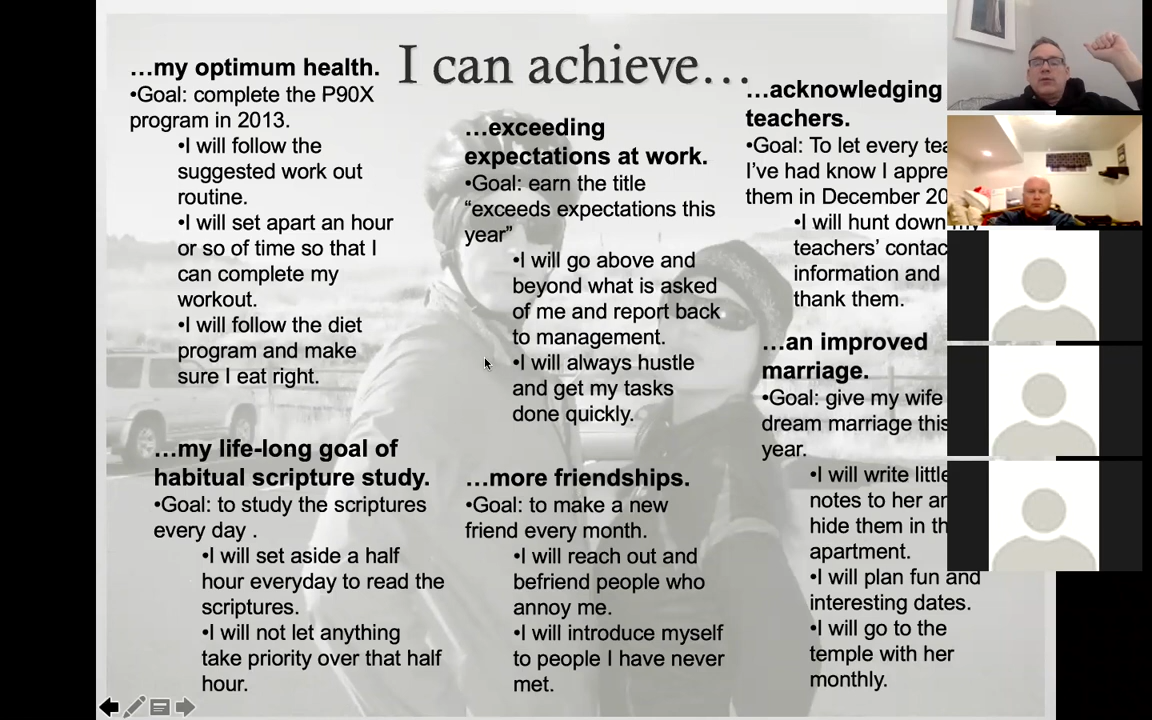 I can achieve…
…my optimum health.
•Goal: complete the P90X
program in 2013.
•I will follow the
suggested work out
routine.
•I will set apart an hour
or so of time so that I
can complete my
workout.
•I will follow the diet
program and make
sure I eat right.
…my life-long goal of
habitual scripture study.
•Goal: to study the scriptures
every day .
•I will set aside a half
hour everyday to read the
scriptures.
•I will not let anything
take priority over that half
hour.
…exceeding
expectations at work.
•Goal: earn the title
“exceeds expectations this
year”
•I will go above and
beyond what is asked
of me and report back
to management.
•I will always hustle
and get my tasks
done quickly.
…more friendships.
•Goal: to make a new
friend every month.
•I will reach out and
befriend people who
annoy me.
•I will introduce myself
to people I have never
met.
…acknowledging
teachers.
•Goal: To let every
I’ve had know I
them in December
•I will hunt down my
teachers’
information and
thank them.
…an improved
marriage.
•Goal: give my wife
dream marriage this
year.
•I will write little
notes to her
hide them in
apartment.
•I will plan fun and
interesting dates.
•I will go to the
temple with her
monthly.